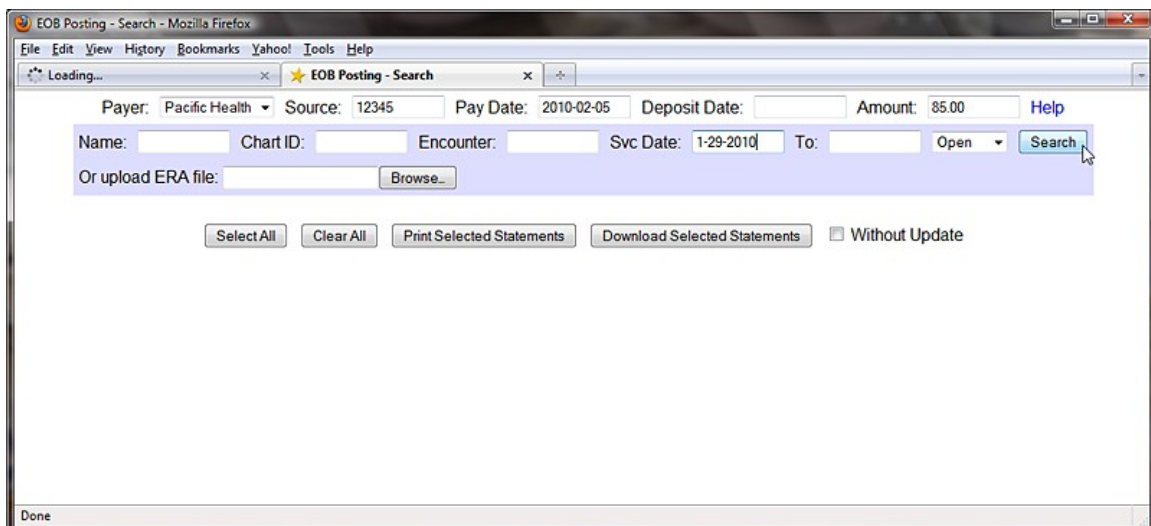 EOB Posting - Search - Mozilla Firefox
File Edit View History Bookmarks Yahoo! Tools Help
Loading... EOB Posting - Search
Payer: Pacific Health Source: 12345 Pay Date: 2010-02-05 Deposit Date: Amount: 85.00 Help
Name: Chart ID: Encounter: Svc Date: 1-29-2010 To: Open Search
Or upload ERA file: Browse...
Select All Clear All Print Selected Statements Download Selected Statements Without Update
Done